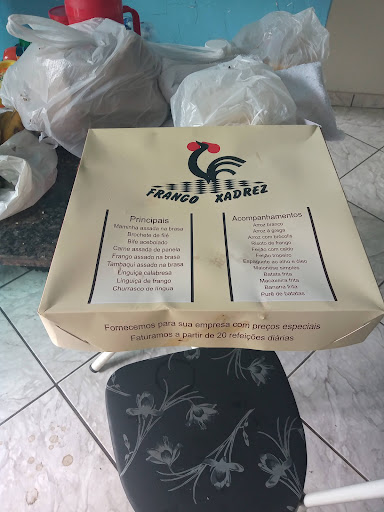 FRANGO XADREZ
Principais
Maminha assada na brasa
Brochete de filé
Bife acebolado
Carne assada de panela
Frango assado na brasa
Tambaqui assado na brasa
Linguiça calabresa
Linguiça de frango
Churrasco de língua
Acompanhamentos
Arroz branco
Arroz à grega
Arroz com brócolis
Risoto de frango
Feijão com caldo
Feijão tropeiro
Espaguete ao alho e óleo
Maionese simples
Batata frita
Macaxeira frita
Banana frita
Purê de batatas
Fornecemos para sua empresa com preços especiais
Faturamos a partir de 20 refeições diárias